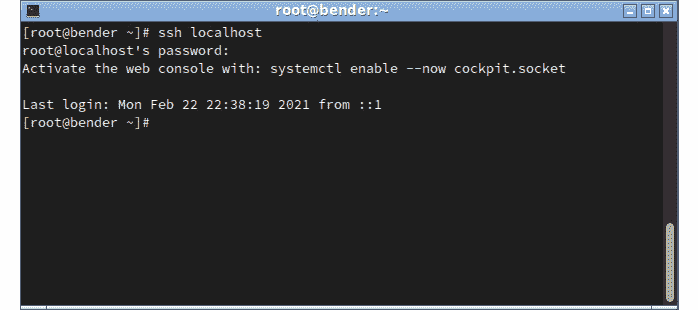 root@bender:~
[root@bender ~]# ssh localhost
root@localhost's password:
Activate the web console with: systemctl enable --now cockpit.socket
Last login: Mon Feb 22 22:38:19 2021 from ::1
[root@bender ~]#